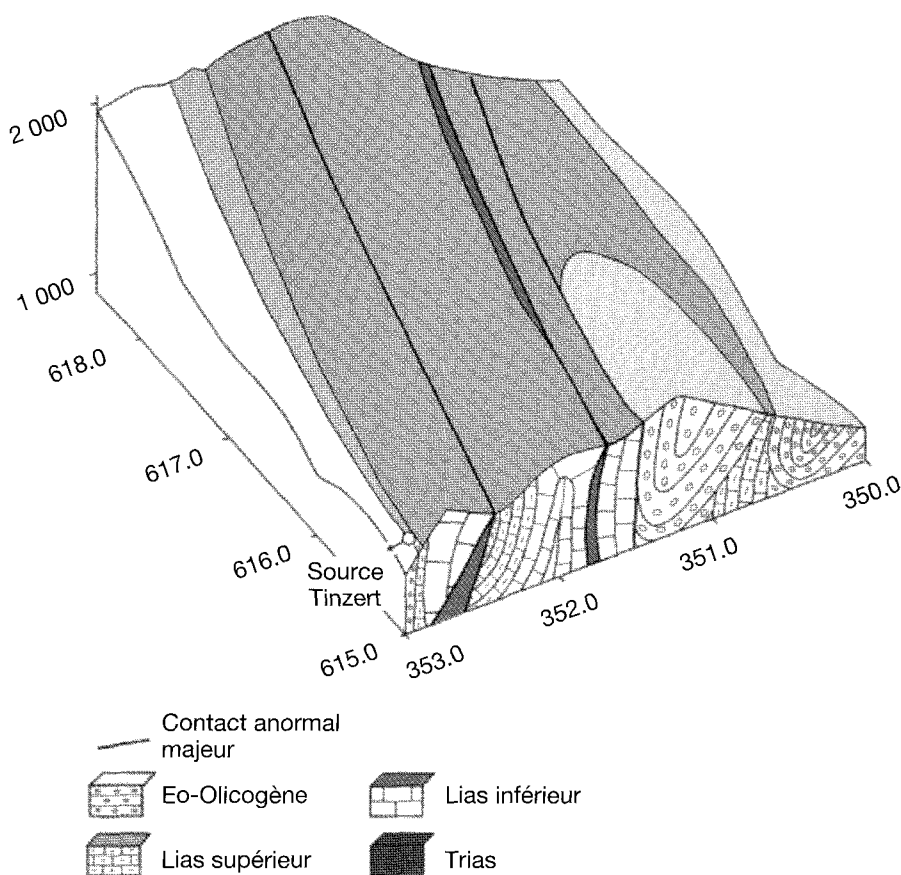 2 000
1 000
618.0
617.0
616.0
615.0
Source
Tinzert
353.0
352.0
351.0
350.0
Contact anormal
majeur
Eo-Olicogène
Lias inférieur
Lias supérieur
Trias